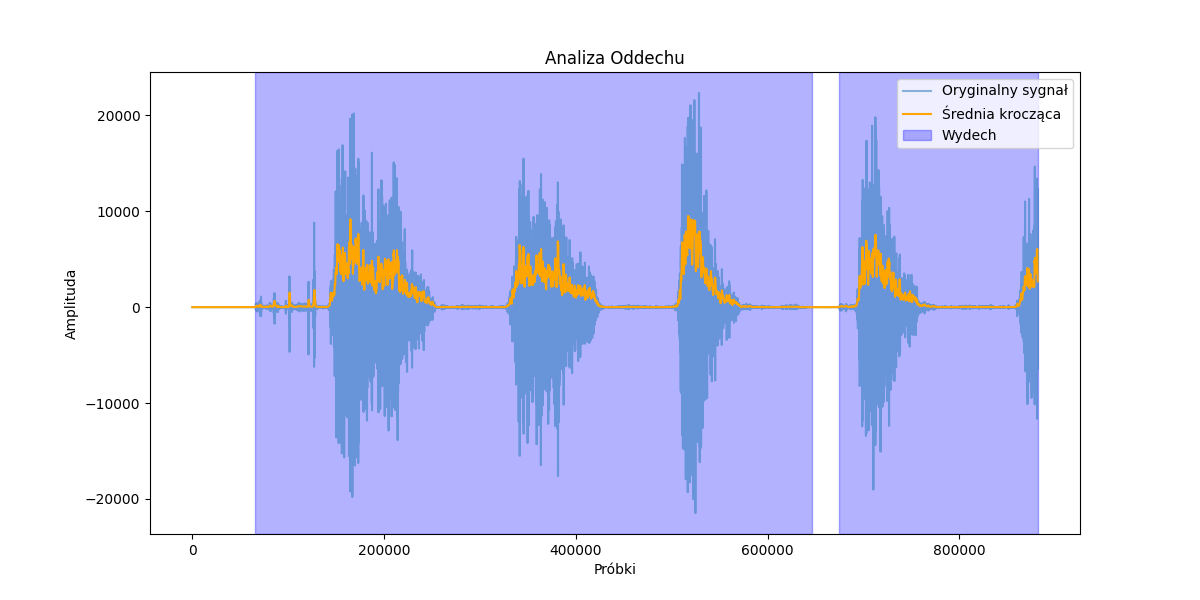 Analiza Oddechu
Oryginalny sygnał
Średnia krocząca
Wydech
Amplituda
20000
10000
0
−10000
−20000
0
200000
400000
600000
800000
Próbki